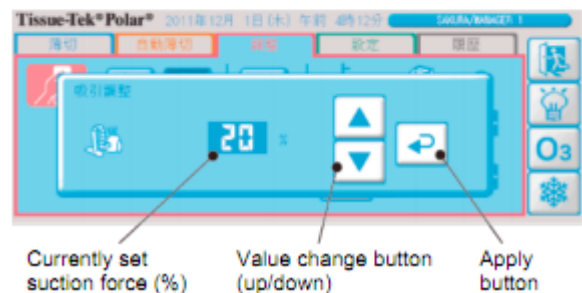 Tissue-Tek®Polar® 2011年12月 1日(木) 午前 4時12分 SAKURA/MANAGER 1
薄切 自動薄切 調整 設定 履歴
吸引調整
20 %
O3
Currently set
suction force (%)
Value change button
(up/down)
Apply
button